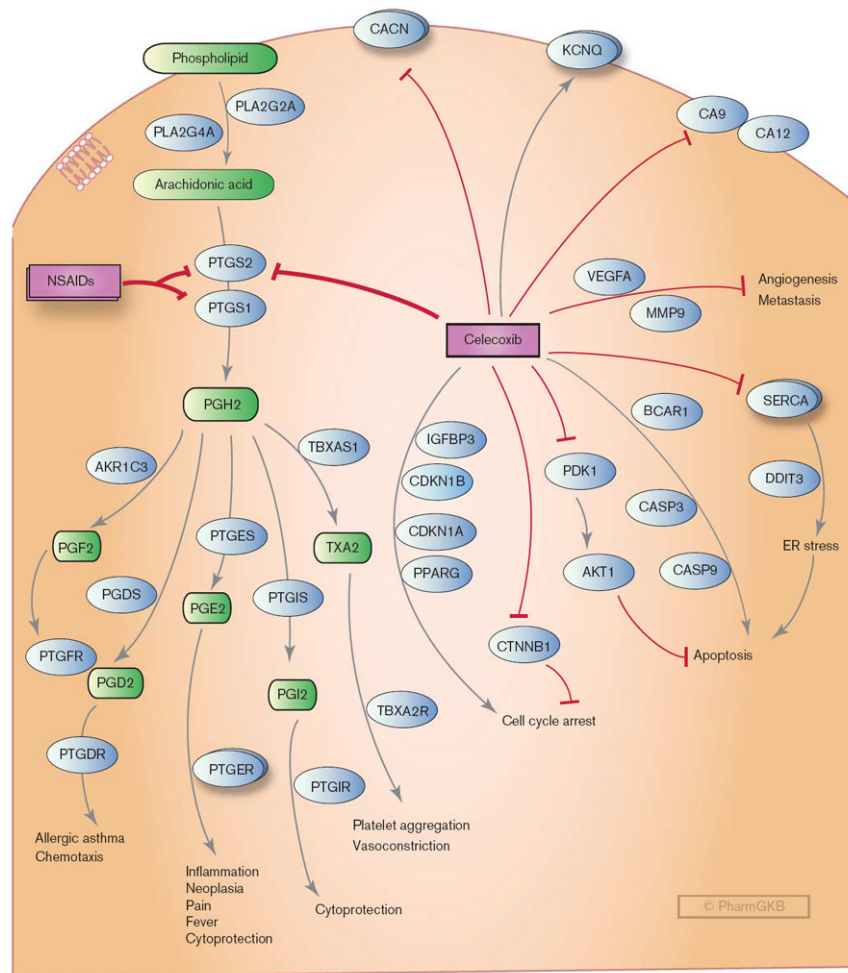 CACN
KCNQ
Phospholipid
CA9
PLA2G2A
PLA2G4A
CA12
Arachidonic acid
PTGS2
VEGFA
NSAIDs
Angiogenesis
Metastasis
PTGS1
MMP9
Celecoxib
PGH2
SERCA
BCAR1
IGFBP3
TBXAS1
AKR1C3
PDK1
DDIT3
CDKN1B
CASP3
CDKN1A
PTGES
TXA2
PGF2
ER stress
PPARG
AKT1
CASP9
PGDS
PTGIS
PGE2
CTNNB1
PTGFR
Apoptosis
PGD2
PGI2
TBXA2R
Cell cycle arrest
PTGDR
PTGER
PTGIR
Platelet aggregation
Vasoconstriction
Allergic asthma
Chemotaxis
Inflammation
Neoplasia
Pain
Fever
Cytoprotection
Cytoprotection
© PharmGKB